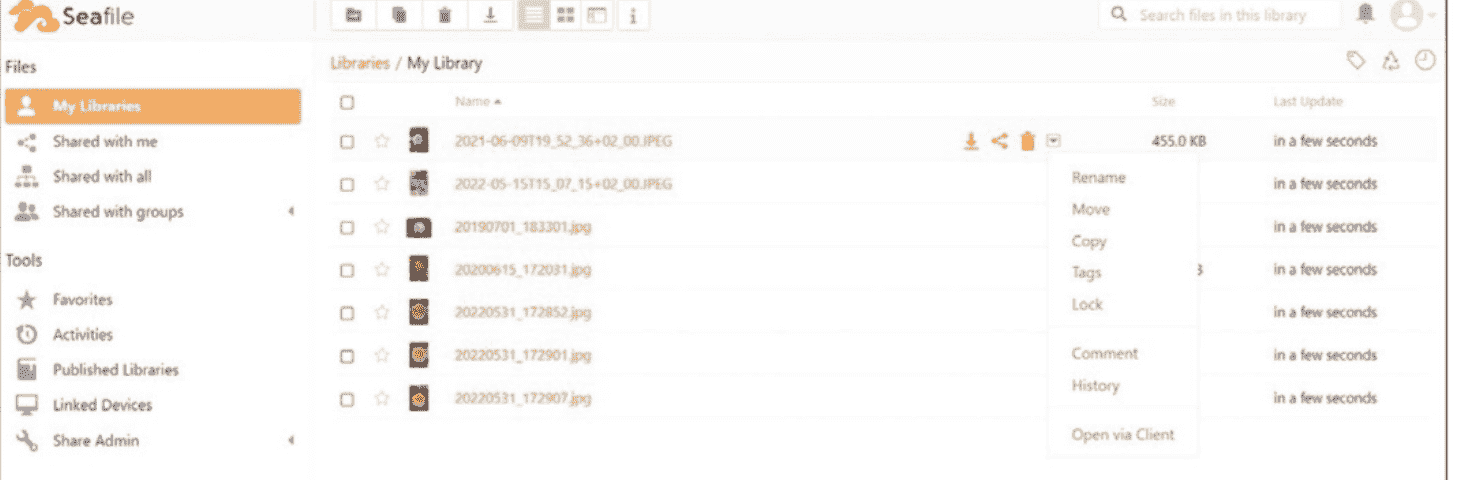 Seafile
Search files in this library
Files
My Libraries
Shared with me
Shared with all
Shared with groups
Tools
Favorites
Activities
Published Libraries
Linked Devices
Share Admin
Libraries / My Library
Name Size Last Update
2021-06-09T19_52_36+02_00.JPEG 455.0 KB in a few seconds
2022-05-15T15_07_15+02_00.JPEG in a few seconds
20190701_183301.jpg in a few seconds
20200615_172031.jpg in a few seconds
20220531_172852.jpg in a few seconds
20220531_172901.jpg in a few seconds
20220531_172907.jpg in a few seconds
Rename
Move
Copy
Tags
Lock
Comment
History
Open via Client